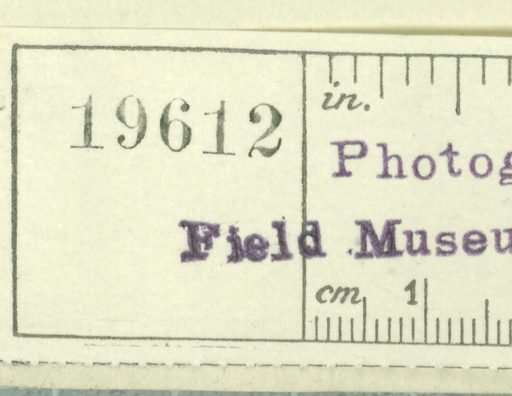 19612
in.
Photog
Field Museu
cm 1